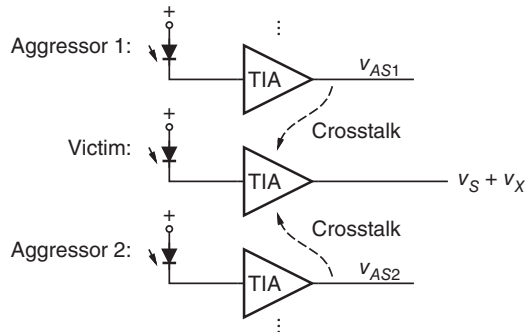 +
Aggressor 1:
TIA
v_AS1
Crosstalk
+
Victim:
TIA
v_S + v_X
Crosstalk
+
Aggressor 2:
TIA
v_AS2